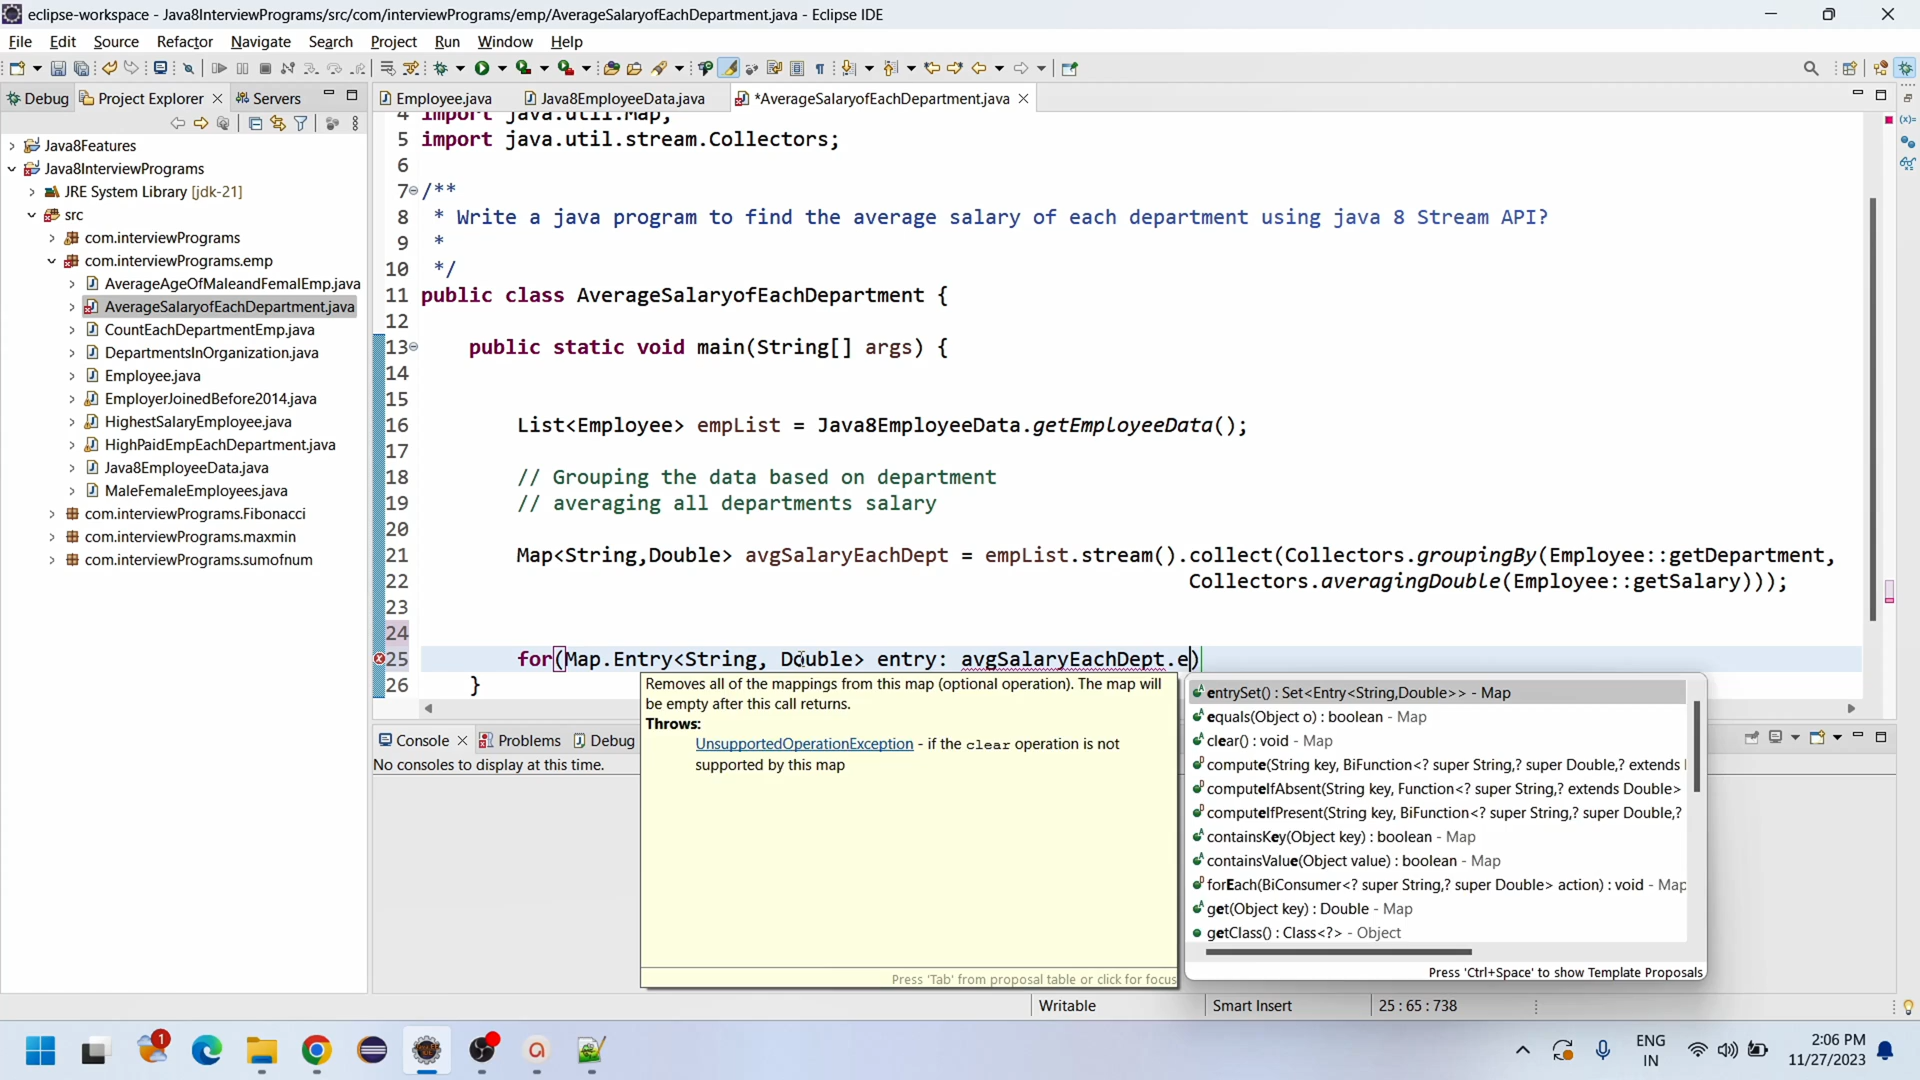 eclipse-workspace - Java8InterviewPrograms/src/com/interviewPrograms/emp/AverageSalaryofEachDepartment.java - Eclipse IDE
File Edit Source Refactor Navigate Search Project Run Window Help
Debug Project Explorer Servers
Employee.java Java8EmployeeData.java *AverageSalaryofEachDepartment.java
Java8Features
Java8InterviewPrograms
JRE System Library [jdk-21]
src
com.interviewPrograms
com.interviewPrograms.emp
AverageAgeOfMaleandFemalEmp.java
AverageSalaryofEachDepartment.java
CountEachDepartmentEmp.java
DepartmentsInOrganization.java
Employee.java
EmployerJoinedBefore2014.java
HighestSalaryEmployee.java
HighPaidEmpEachDepartment.java
Java8EmployeeData.java
MaleFemaleEmployees.java
com.interviewPrograms.Fibonacci
com.interviewPrograms.maxmin
com.interviewPrograms.sumofnum
4 import java.util.Map;
5 import java.util.stream.Collectors;
6
7 /**
8 * Write a java program to find the average salary of each department using java 8 Stream API?
9 *
10 */
11 public class AverageSalaryofEachDepartment {
12
13 public static void main(String[] args) {
14
15
16 List<Employee> empList = Java8EmployeeData.getEmployeeData();
17
18 // Grouping the data based on department
19 // averaging all departments salary
20
21 Map<String,Double> avgSalaryEachDept = empList.stream().collect(Collectors.groupingBy(Employee::getDepartment,
22 Collectors.averagingDouble(Employee::getSalary)));
23
24
25 for(Map.Entry<String, Double> entry: avgSalaryEachDept.e)
26 }
Removes all of the mappings from this map (optional operation). The map will
be empty after this call returns.
Throws:
UnsupportedOperationException - if the clear operation is not
supported by this map
Press 'Tab' from proposal table or click for focus
entrySet() : Set<Entry<String,Double>> - Map
equals(Object o) : boolean - Map
clear() : void - Map
compute(String key, BiFunction<? super String,? super Double,? extends
computeIfAbsent(String key, Function<? super String,? extends Double>
computeIfPresent(String key, BiFunction<? super String,? super Double,?
containsKey(Object key) : boolean - Map
containsValue(Object value) : boolean - Map
forEach(BiConsumer<? super String,? super Double> action) : void - Map
get(Object key) : Double - Map
getClass() : Class<?> - Object
Press 'Ctrl+Space' to show Template Proposals
Console Problems Debug
No consoles to display at this time.
Writable Smart Insert 25 : 65 : 738
1
ENG
IN
2:06 PM
11/27/2023